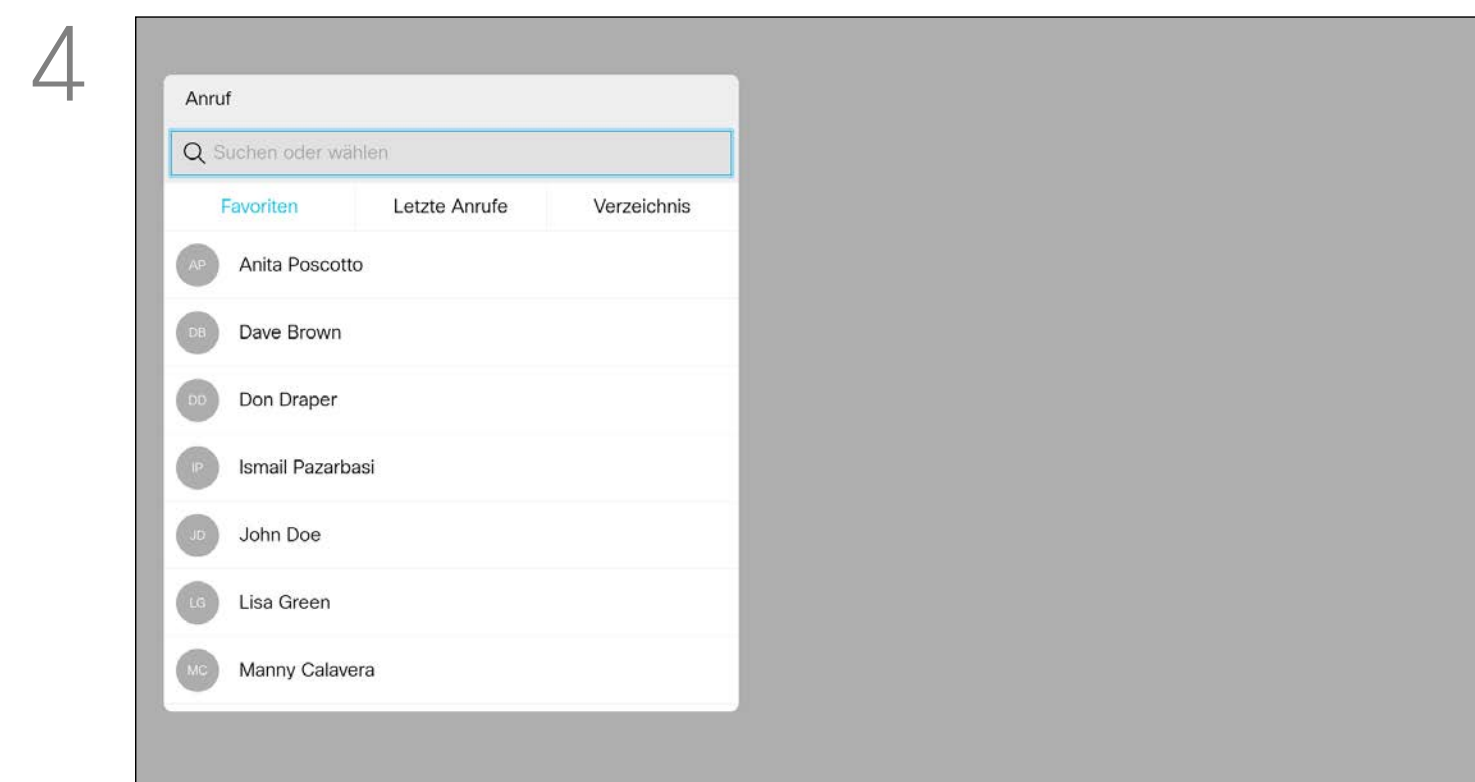 4
Anruf
Suchen oder wählen
Favoriten Letzte Anrufe Verzeichnis
AP Anita Poscotto
DB Dave Brown
DD Don Draper
IP Ismail Pazarbasi
JD John Doe
LG Lisa Green
MC Manny Calavera